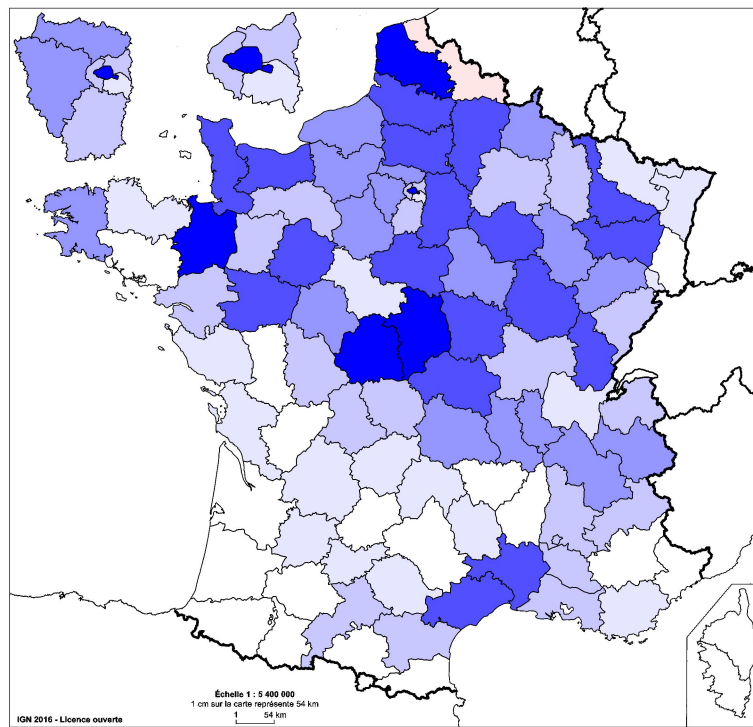 Échelle 1 : 5 400 000
1 cm sur la carte représente 54 km
1 54 km
IGN 2016 - Licence ouverte